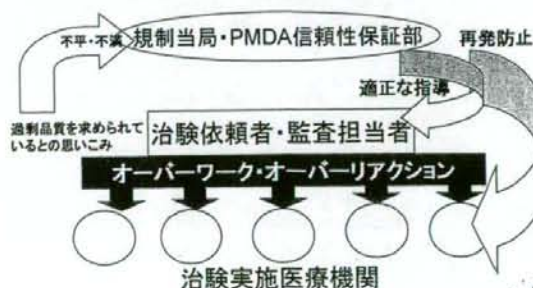 不平・不満
規制当局・PMDA信頼性保証部
再発防止
適正な指導
過剰品質を求められて
いるとの思いこみ
治験依頼者・監査担当者
オーバーワーク・オーバーリアクション
治験実施医療機関